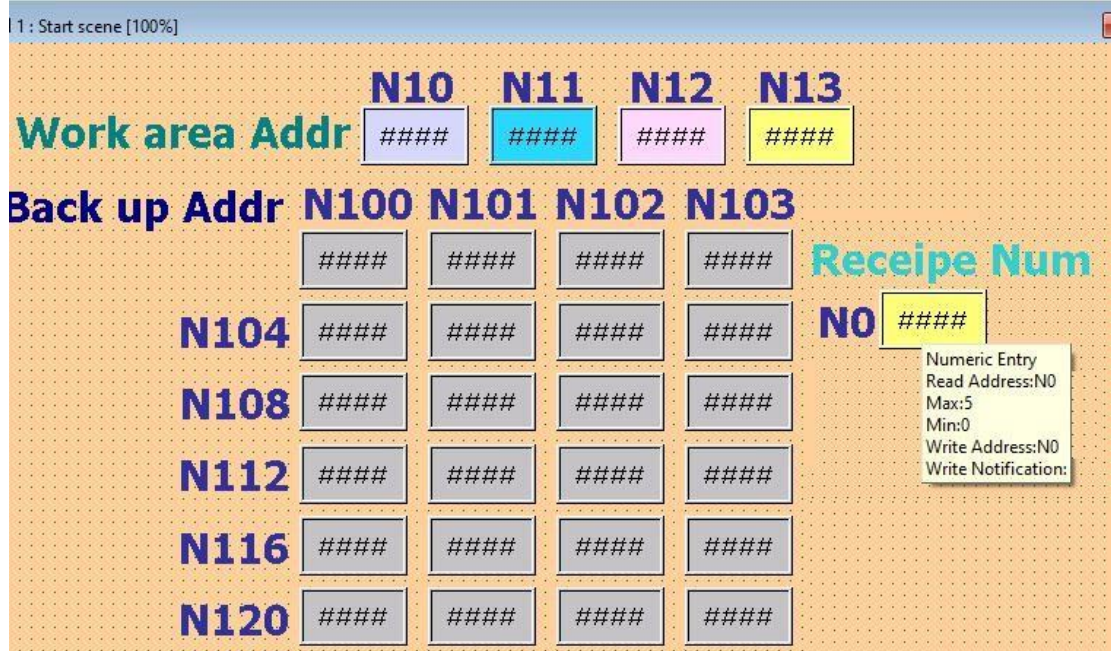 1 : Start scene [100%]
N10 N11 N12 N13
Work area Addr #### #### #### ####
Back up Addr N100 N101 N102 N103
#### #### #### ####
Receipe Num
N104 #### #### #### ####
N0 ####
Numeric Entry
Read Address:N0
Max:5
Min:0
Write Address:N0
Write Notification:
N108 #### #### #### ####
N112 #### #### #### ####
N116 #### #### #### ####
N120 #### #### #### ####